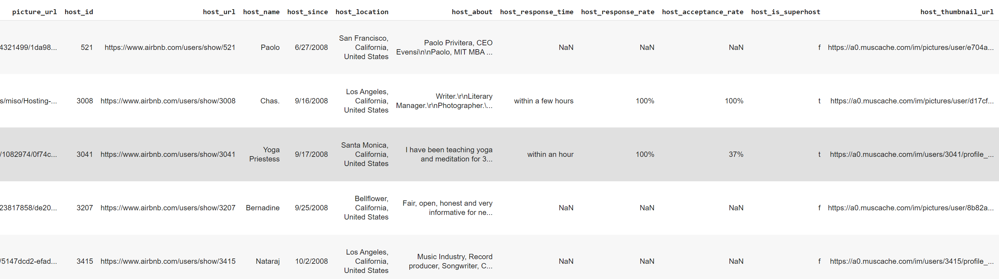 picture_url host_id host_url host_name host_since host_location host_about host_response_time host_response_rate host_acceptance_rate host_is_superhost host_thumbnail_url
4321499/1da98... 521 https://www.airbnb.com/users/show/521 Paolo 6/27/2008 San Francisco, California, United States Paolo Privitera, CEO Evensi\n\nPaolo, MIT MBA ... NaN NaN NaN f https://a0.muscache.com/im/pictures/user/e704a...
s/miso/Hosting-... 3008 https://www.airbnb.com/users/show/3008 Chas. 9/16/2008 Los Angeles, California, United States Writer.\r\nLiterary Manager.\r\nPhotographer.\... within a few hours 100% 100% t https://a0.muscache.com/im/pictures/user/d17cf...
/1082974/0f74c... 3041 https://www.airbnb.com/users/show/3041 Yoga Priestess 9/17/2008 Santa Monica, California, United States I have been teaching yoga and meditation for 3... within an hour 100% 37% t https://a0.muscache.com/im/users/3041/profile_...
23817858/de20... 3207 https://www.airbnb.com/users/show/3207 Bernadine 9/25/2008 Bellflower, California, United States Fair, open, honest and very informative for ne... NaN NaN NaN f https://a0.muscache.com/im/pictures/user/8b82a...
/5147dcd2-efad... 3415 https://www.airbnb.com/users/show/3415 Nataraj 10/2/2008 Los Angeles, California, United States Music Industry, Record producer, Songwriter, C... NaN NaN NaN f https://a0.muscache.com/im/users/3415/profile_...